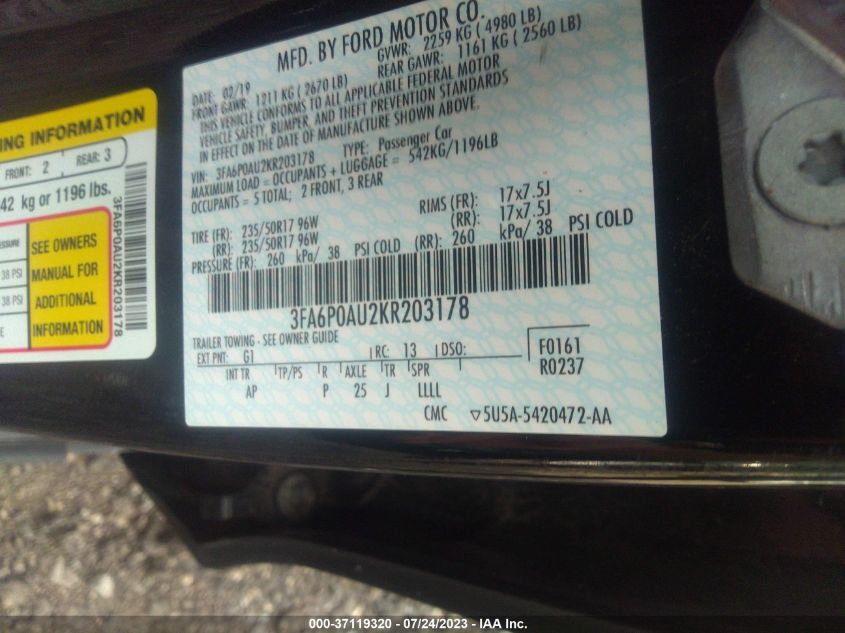 MFD. BY FORD MOTOR CO.
DATE: 02/19
GVWR: 2259 KG ( 4980 LB)
FRONT GAWR: 1211 KG ( 2670 LB)
REAR GAWR: 1161 KG ( 2560 LB)
THIS VEHICLE CONFORMS TO ALL APPLICABLE FEDERAL MOTOR
VEHICLE SAFETY, BUMPER, AND THEFT PREVENTION STANDARDS
IN EFFECT ON THE DATE OF MANUFACTURE SHOWN ABOVE.
VIN: 3FA6P0AU2KR203178 TYPE: Passenger Car
MAXIMUM LOAD = OCCUPANTS + LUGGAGE = 542KG/1196LB
OCCUPANTS = 5 TOTAL; 2 FRONT, 3 REAR
TIRE (FR): 235/50R17 96W RIMS (FR): 17x7.5J
(RR): 235/50R17 96W (RR): 17x7.5J
PRESSURE (FR): 260 kPa/ 38 PSI COLD (RR): 260 kPa/ 38 PSI COLD
3FA6P0AU2KR203178
TRAILER TOWING - SEE OWNER GUIDE
EXT PNT: G1 RC: 13 DSO:
F0161
R0237
INT TR TP/PS R AXLE TR SPR
AP P 25 J LLLL
CMC 5U5A-5420472-AA
ING INFORMATION
FRONT: 2 REAR: 3
42 kg or 1196 lbs.
38 PSI
38 PSI
SEE OWNERS
MANUAL FOR
ADDITIONAL
INFORMATION
3FA6P0AU2KR203178
000-37119320 / 07/24/2023 / IAA Inc.